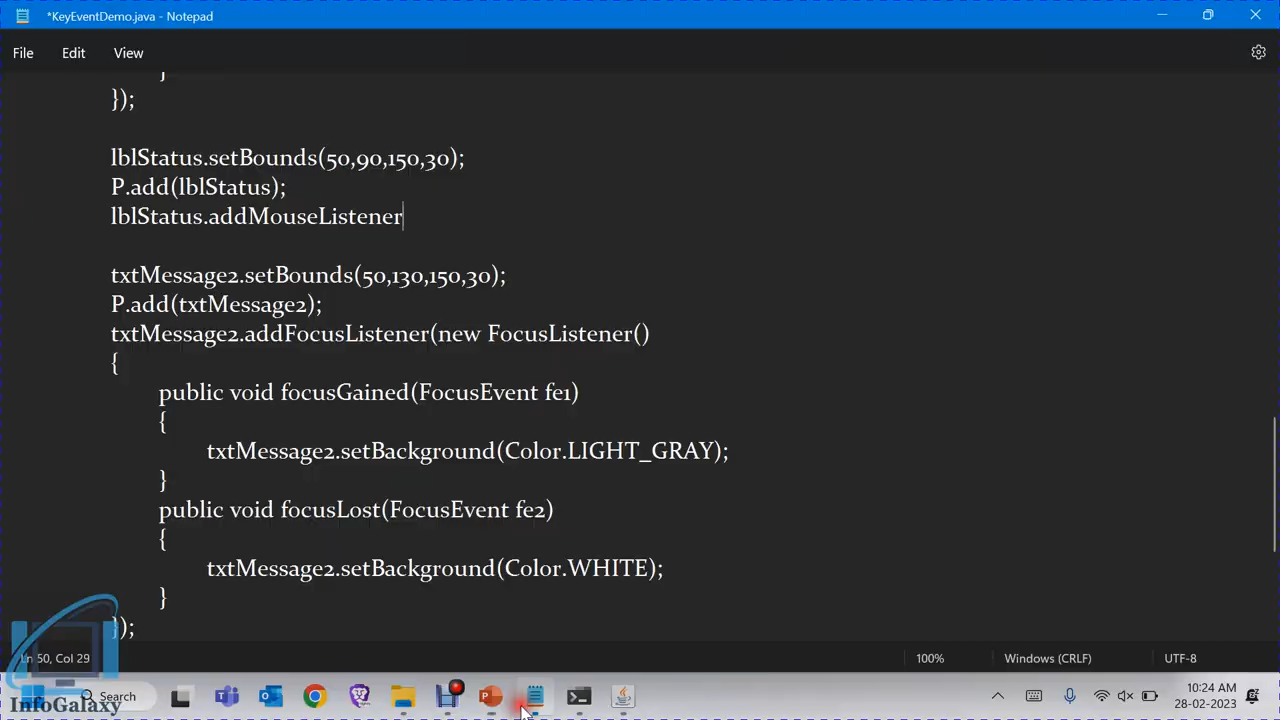 *KeyEventDemo.java - Notepad
File Edit View
}
});
lblStatus.setBounds(50,90,150,30);
P.add(lblStatus);
lblStatus.addMouseListener
txtMessage2.setBounds(50,130,150,30);
P.add(txtMessage2);
txtMessage2.addFocusListener(new FocusListener()
{
public void focusGained(FocusEvent fe1)
{
txtMessage2.setBackground(Color.LIGHT_GRAY);
}
public void focusLost(FocusEvent fe2)
{
txtMessage2.setBackground(Color.WHITE);
}
});
Ln 50, Col 29 100% Windows (CRLF) UTF-8
Search 10:24 AM
28-02-2023
InfoGalaxy